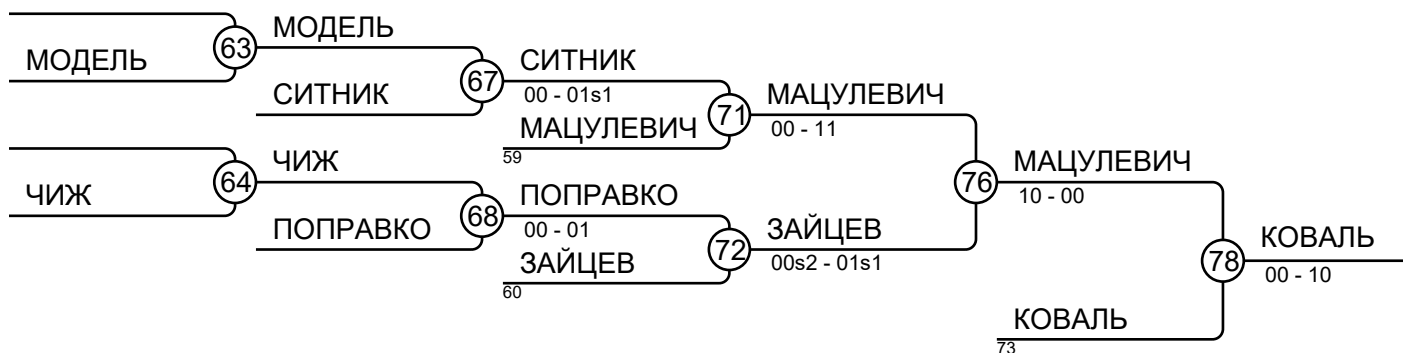 МОДЕЛЬ
63
МОДЕЛЬ
СИТНИК
67
СИТНИК
00 - 01s1
МАЦУЛЕВИЧ
59
71
МАЦУЛЕВИЧ
00 - 11
ЧИЖ
64
ЧИЖ
ПОПРАВКО
68
ПОПРАВКО
00 - 01
ЗАЙЦЕВ
60
72
ЗАЙЦЕВ
00s2 - 01s1
76
МАЦУЛЕВИЧ
10 - 00
КОВАЛЬ
73
78
КОВАЛЬ
00 - 10